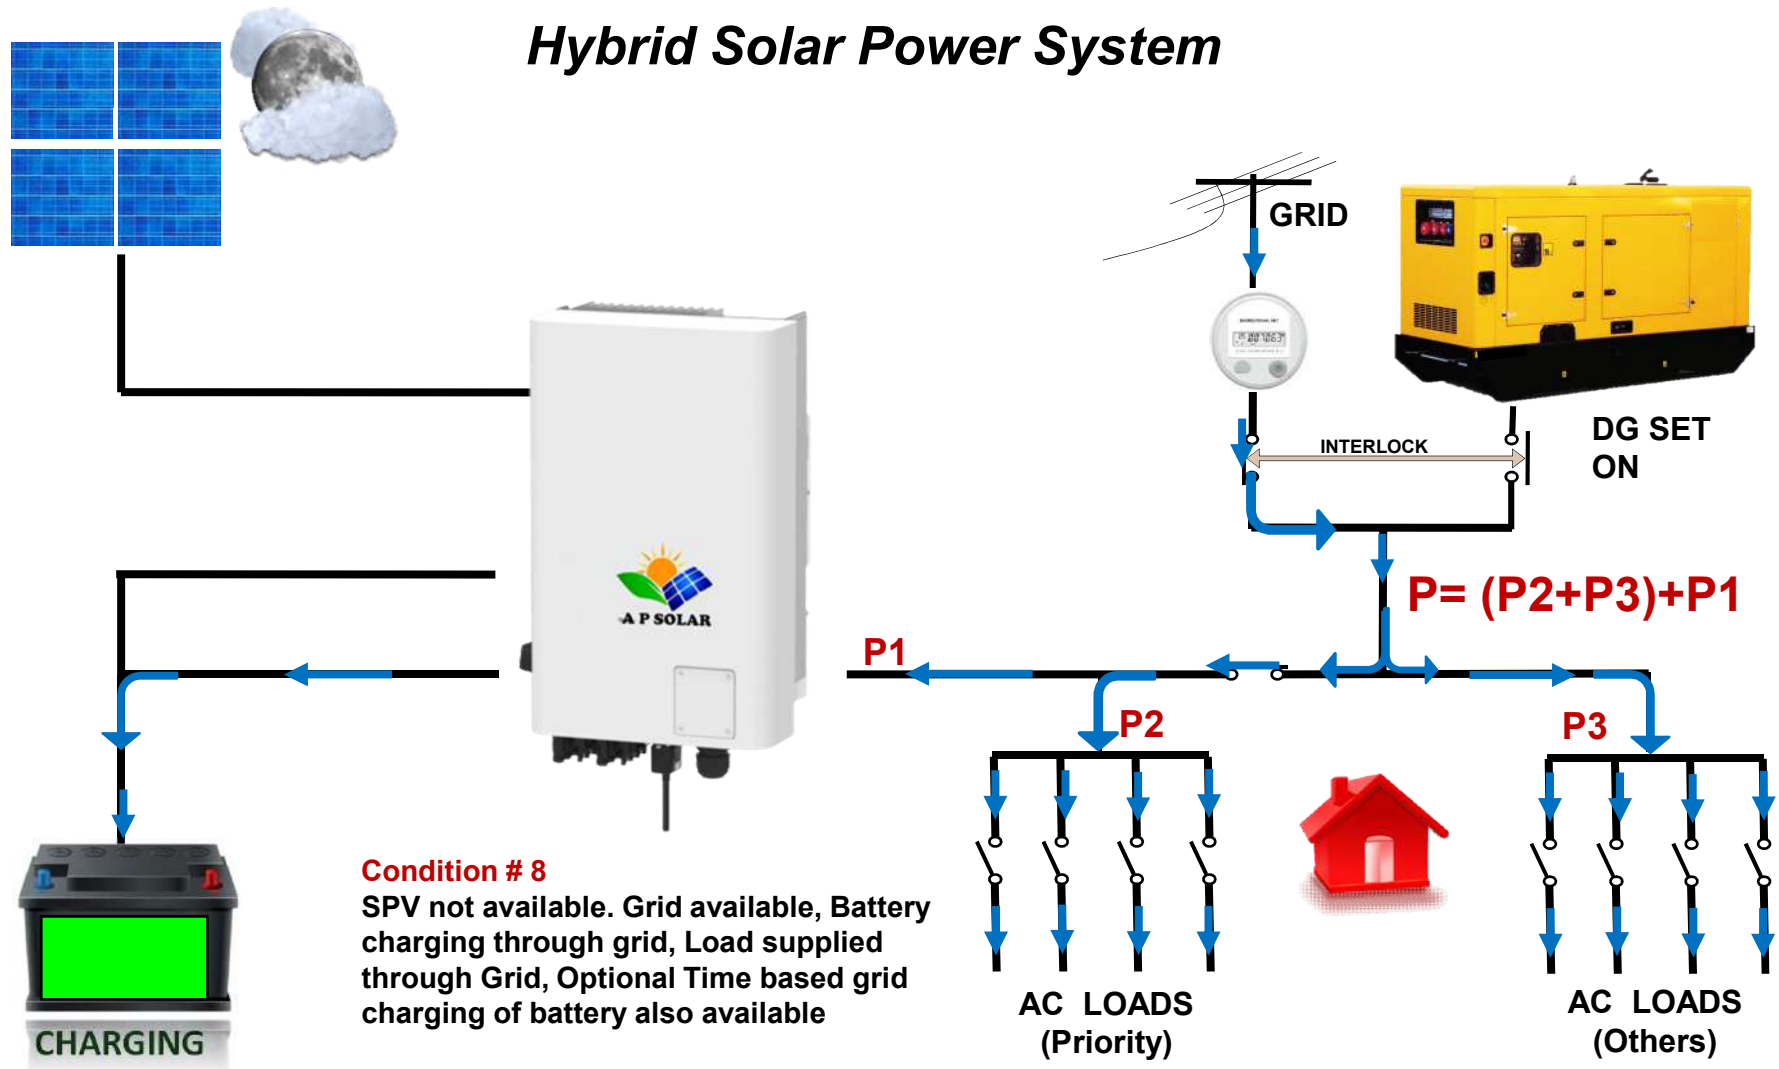 Hybrid Solar Power System
GRID
DG SET
ON
INTERLOCK
P= (P2+P3)+P1
A P SOLAR
P1
P2
P3
Condition # 8
SPV not available. Grid available, Battery
charging through grid, Load supplied
through Grid, Optional Time based grid
charging of battery also available
CHARGING
AC LOADS
(Priority)
AC LOADS
(Others)